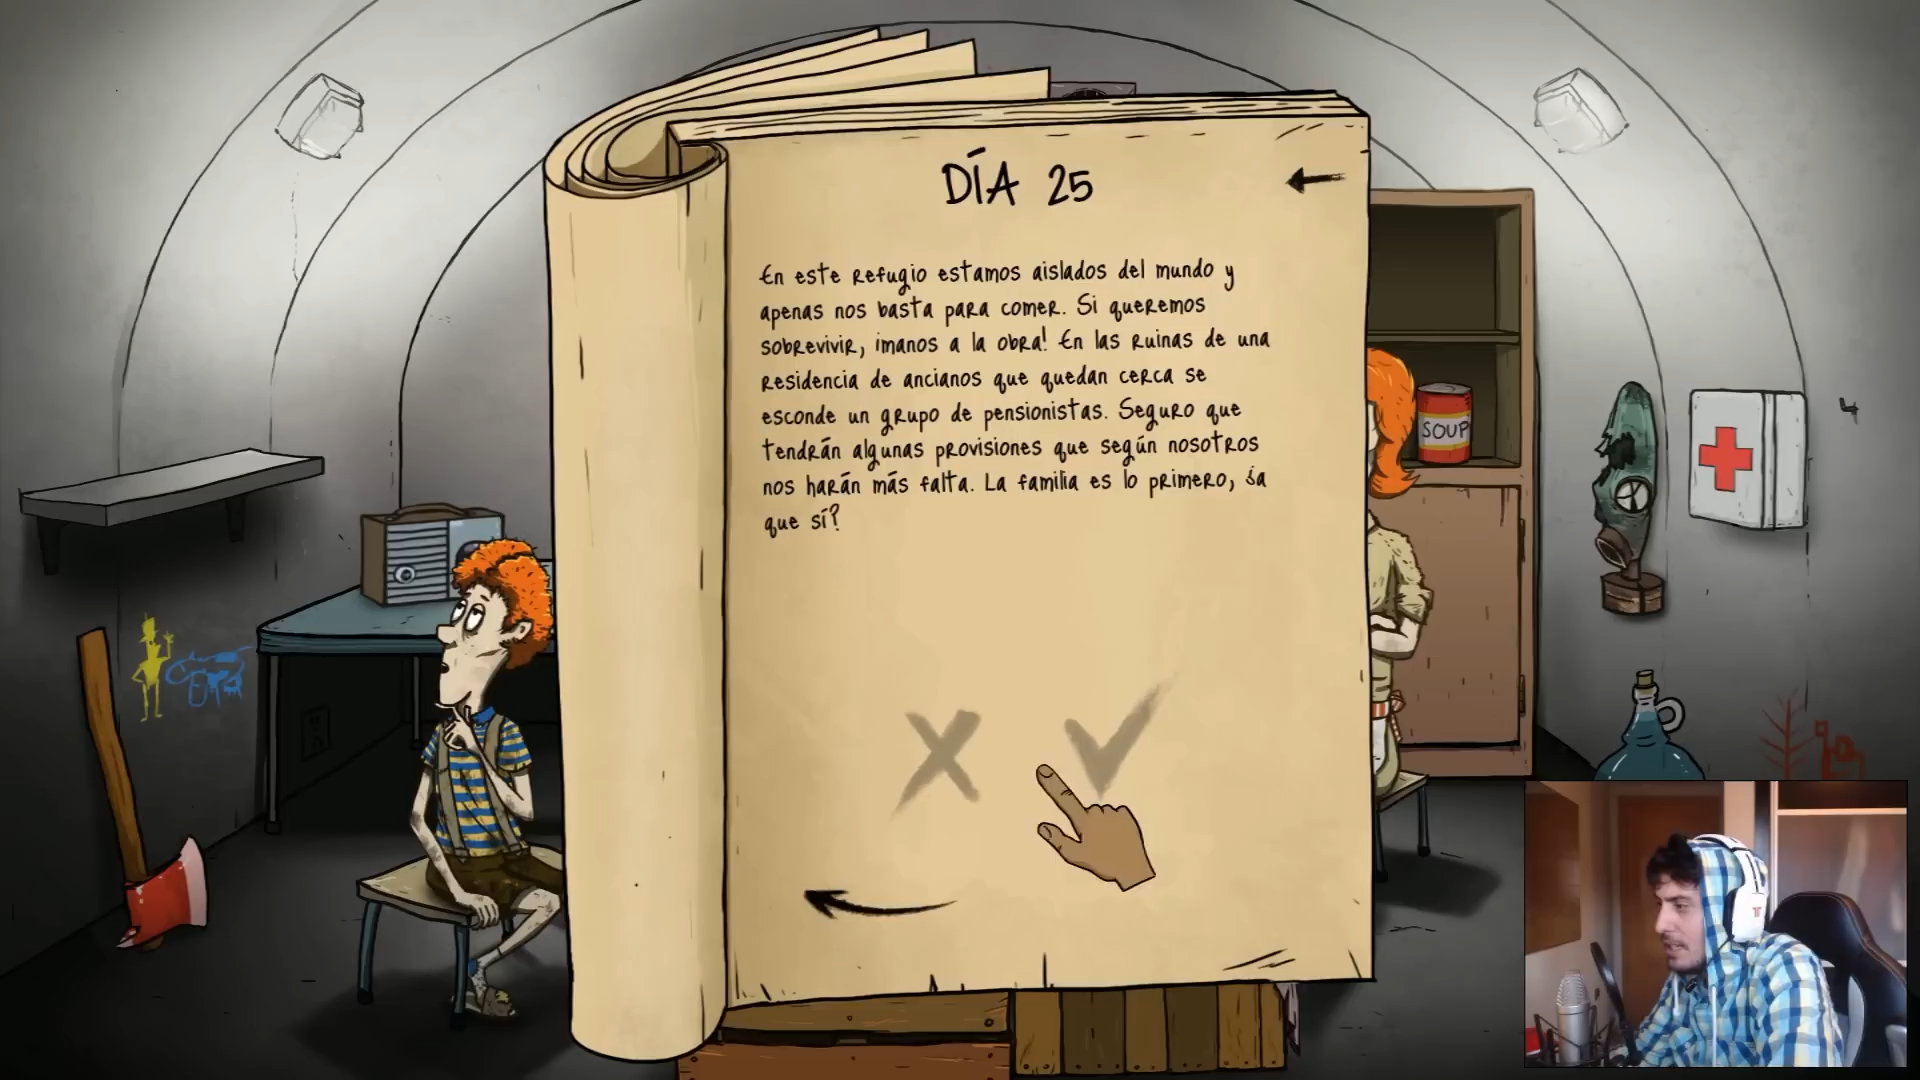 DÍA 25
En este refugio estamos aislados del mundo y
apenas nos basta para comer. Si queremos
sobrevivir, ¡manos a la obra! En las ruinas de una
residencia de ancianos que quedan cerca se
esconde un grupo de pensionistas. Seguro que
tendrán algunas provisiones que según nosotros
nos harán más falta. La familia es lo primero, ¿a
que sí?
SOUP